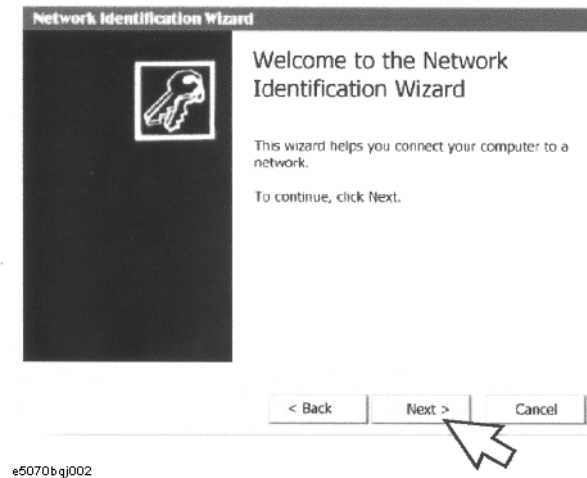 Network Identification Wizard
Welcome to the Network
Identification Wizard
This wizard helps you connect your computer to a
network.
To continue, click Next.
< Back
Next >
Cancel
e5070bqj002